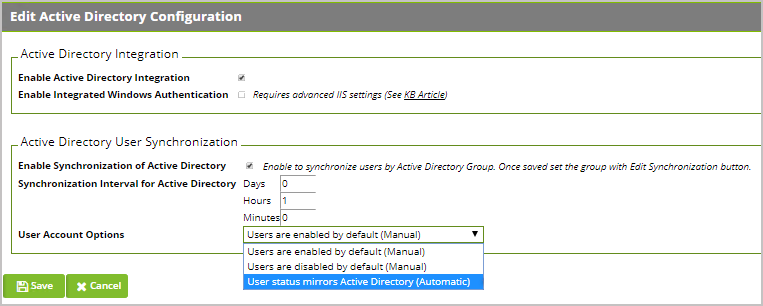 Edit Active Directory Configuration
Active Directory Integration
Enable Active Directory Integration
Enable Integrated Windows Authentication Requires advanced IIS settings (See KB Article)
Active Directory User Synchronization
Enable Synchronization of Active Directory Enable to synchronize users by Active Directory Group. Once saved set the group with Edit Synchronization button.
Synchronization Interval for Active Directory Days 0
Hours 1
Minutes 0
User Account Options Users are enabled by default (Manual)
Users are enabled by default (Manual)
Users are disabled by default (Manual)
User status mirrors Active Directory (Automatic)
Save Cancel